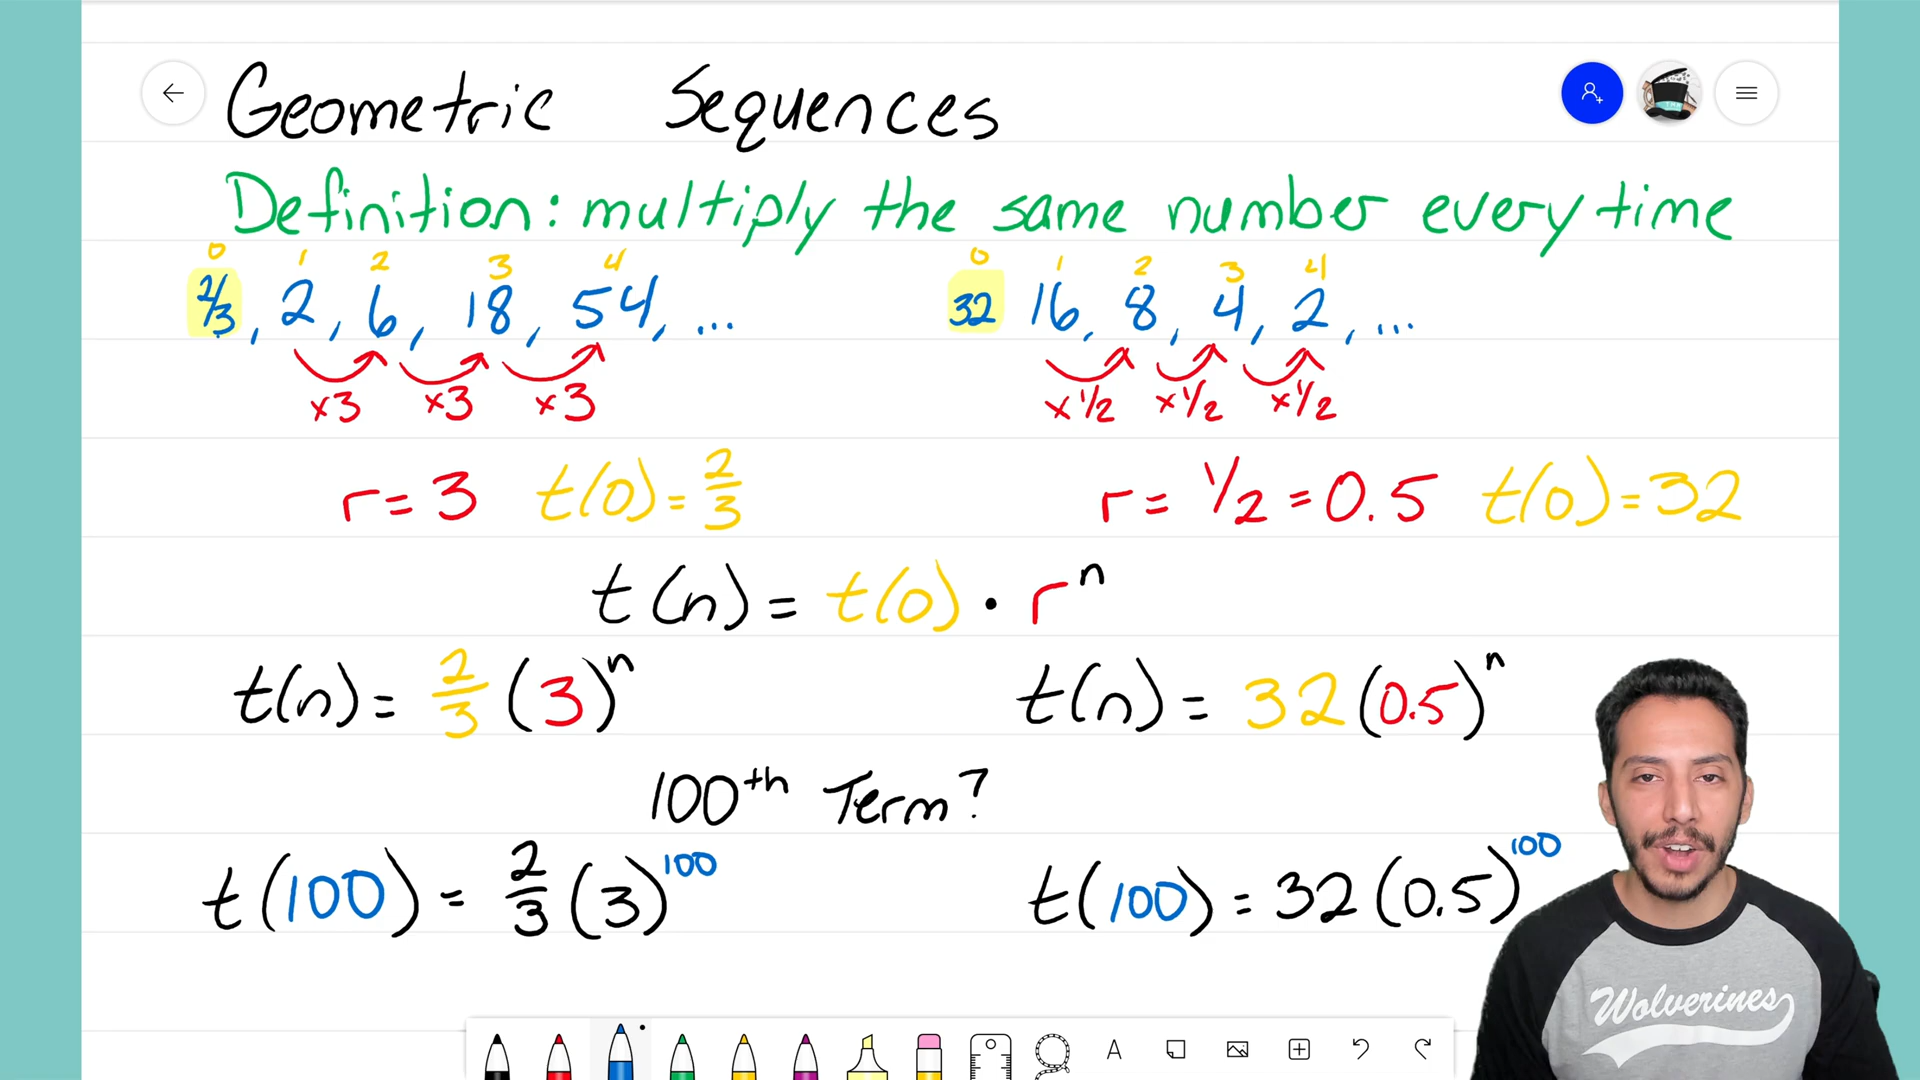 Geometric Sequences
Definition: multiply the same number every time
0 1 2 3 4
2/3, 2, 6, 18, 54, ...
x3 x3 x3
0 1 2 3 4
32 16, 8, 4, 2, ...
x 1/2 x 1/2 x 1/2
r = 3 t(0) = 2/3
r = 1/2 = 0.5 t(0) = 32
t(n) = t(0) · r^n
t(n) = 2/3 (3)^n
t(n) = 32 (0.5)^n
100th Term?
t(100) = 2/3 (3)^100
t(100) = 32 (0.5)^100
Wolverines
A